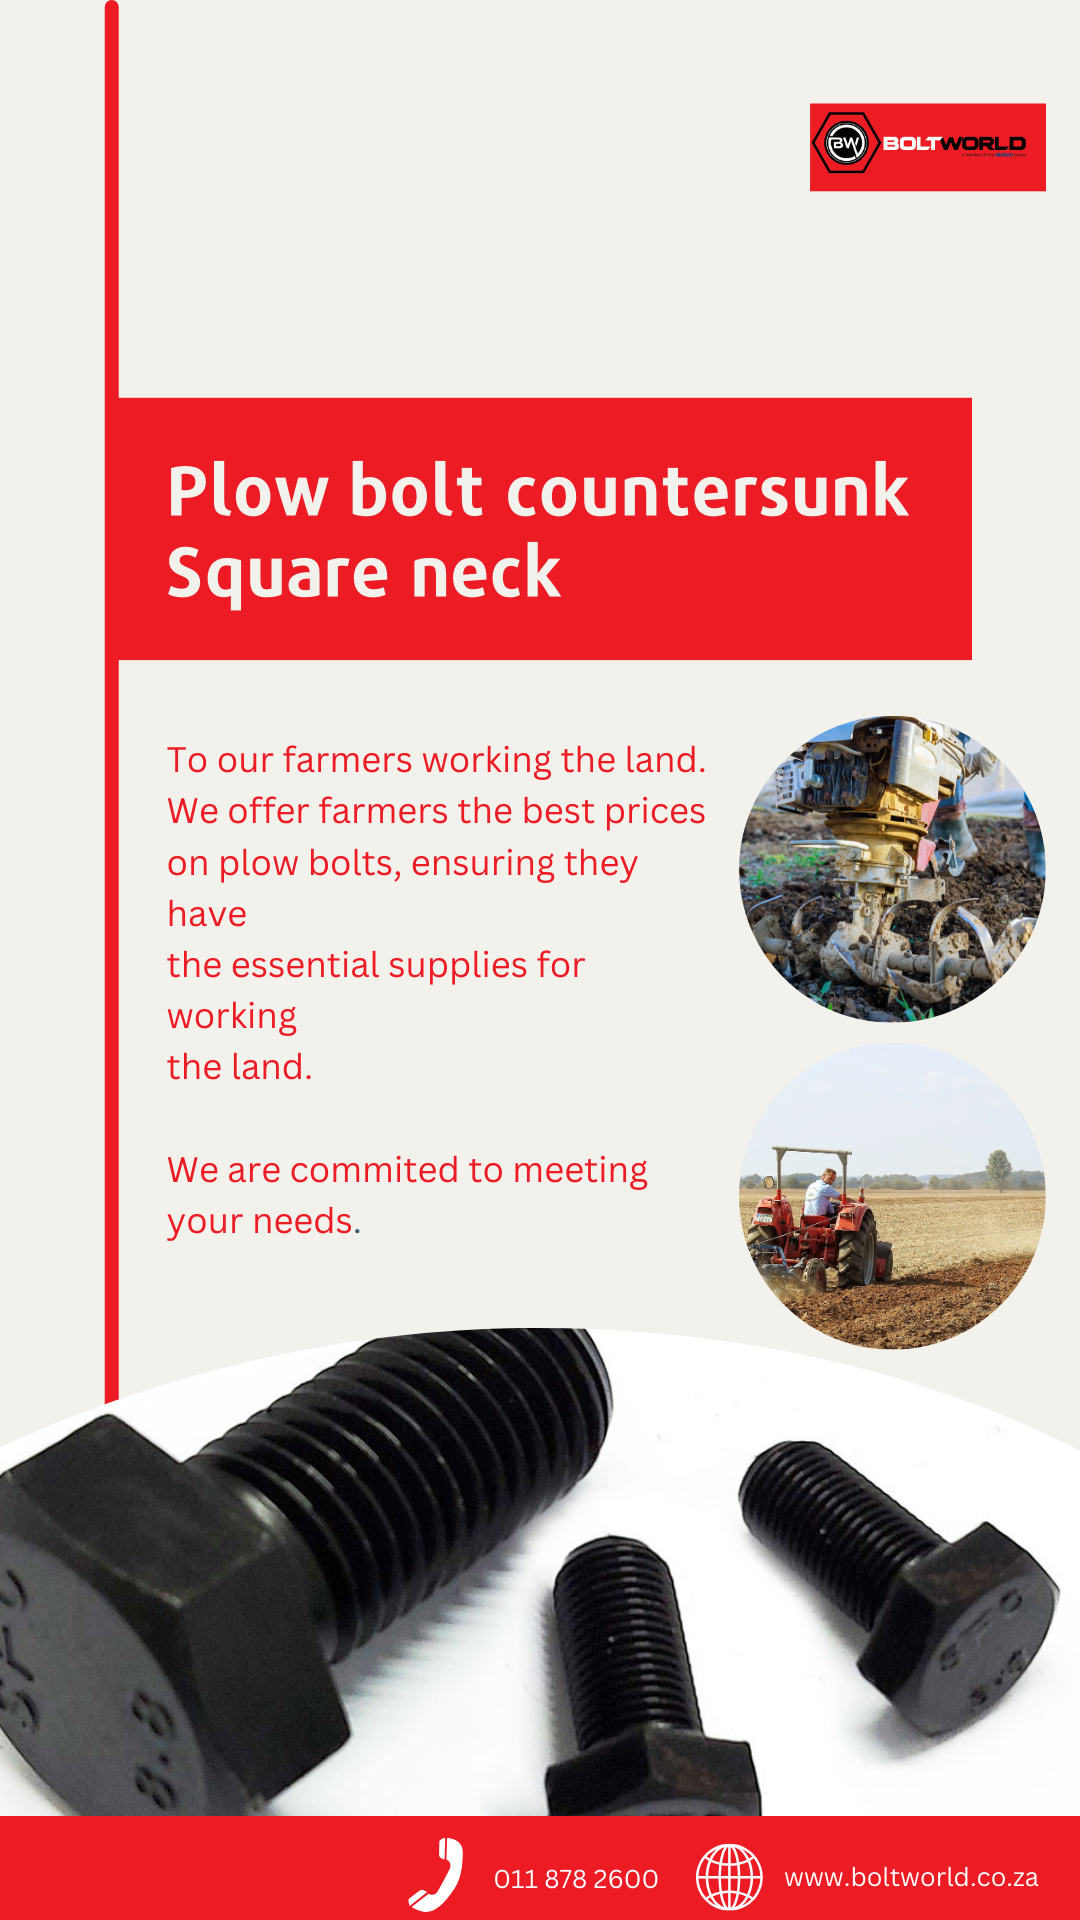 BW BOLTWORLD
Plow bolt countersunk
Square neck
To our farmers working the land.
We offer farmers the best prices
on plow bolts, ensuring they
have
the essential supplies for
working
the land.
We are commited to meeting
your needs.
8.8
011 878 2600
www.boltworld.co.za